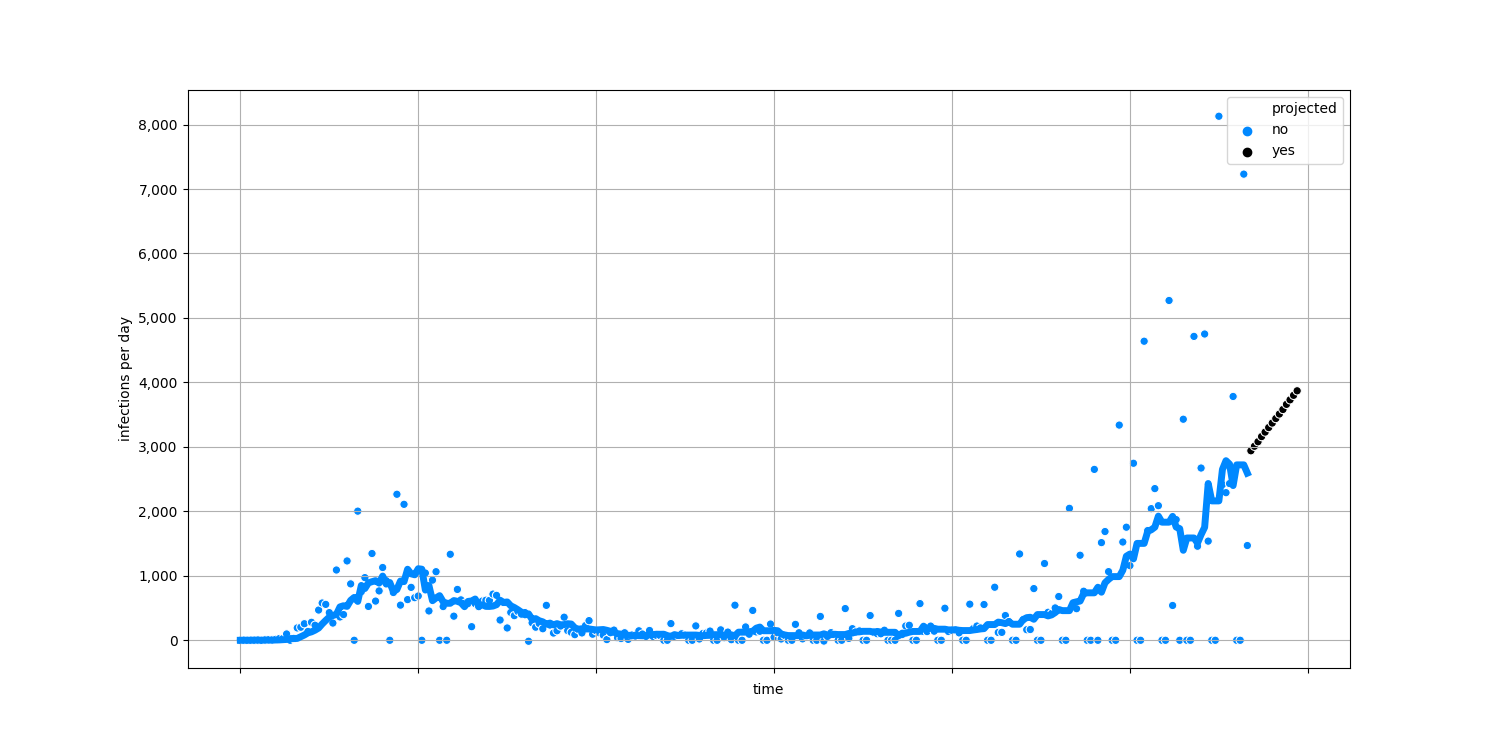 projected
no
yes
8,000
7,000
6,000
5,000
4,000
3,000
2,000
1,000
0
infections per day
time